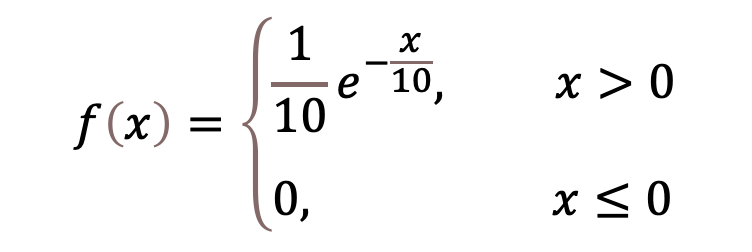 f(x) = { 1/10 e^{-x/10}, x > 0
0, x ≤ 0